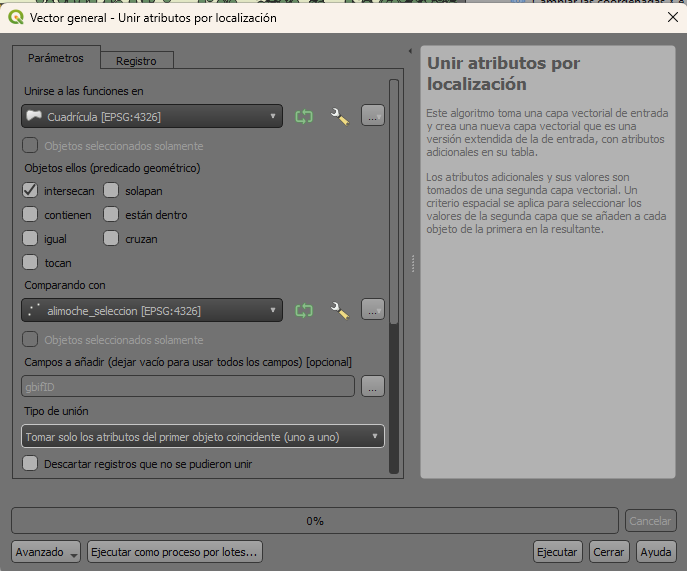 Vector general - Unir atributos por localización
Parámetros
Registro
Unirse a las funciones en
Cuadrícula [EPSG:4326]
...
Objetos seleccionados solamente
Objetos ellos (predicado geométrico)
intersecan
solapan
contienen
están dentro
igual
cruzan
tocan
Comparando con
alimoche_seleccion [EPSG:4326]
...
Objetos seleccionados solamente
Campos a añadir (dejar vacío para usar todos los campos) [opcional]
gbifID
...
Tipo de unión
Tomar solo los atributos del primer objeto coincidente (uno a uno)
Descartar registros que no se pudieron unir
Unir atributos por
localización
Este algoritmo toma una capa vectorial de entrada
y crea una nueva capa vectorial que es una
versión extendida de la de entrada, con atributos
adicionales en su tabla.
Los atributos adicionales y sus valores son
tomados de una segunda capa vectorial. Un
criterio espacial se aplica para seleccionar los
valores de la segunda capa que se añaden a cada
objeto de la primera en la resultante.
0%
Cancelar
Avanzado
Ejecutar como proceso por lotes...
Ejecutar
Cerrar
Ayuda